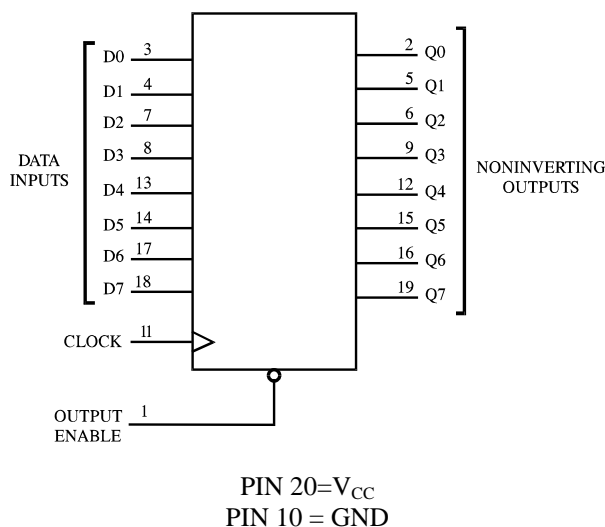 D0 3
D1 4
D2 7
D3 8
D4 13
D5 14
D6 17
D7 18
DATA
INPUTS
CLOCK 11
OUTPUT
ENABLE
1
2 Q0
5 Q1
6 Q2
9 Q3
12 Q4
15 Q5
16 Q6
19 Q7
NONINVERTING
OUTPUTS
PIN 20=VCC
PIN 10 = GND